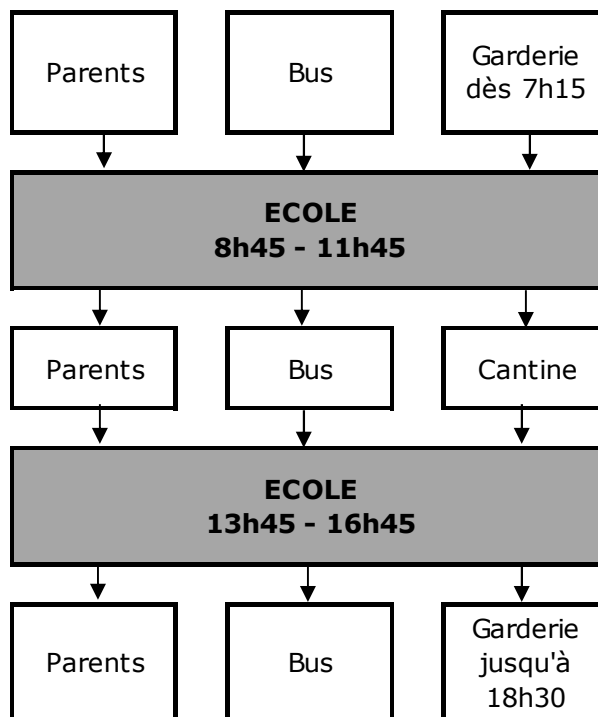 Parents
Bus
Garderie
dès 7h15
ECOLE
8h45 - 11h45
Parents
Bus
Cantine
ECOLE
13h45 - 16h45
Parents
Bus
Garderie
jusqu'à
18h30